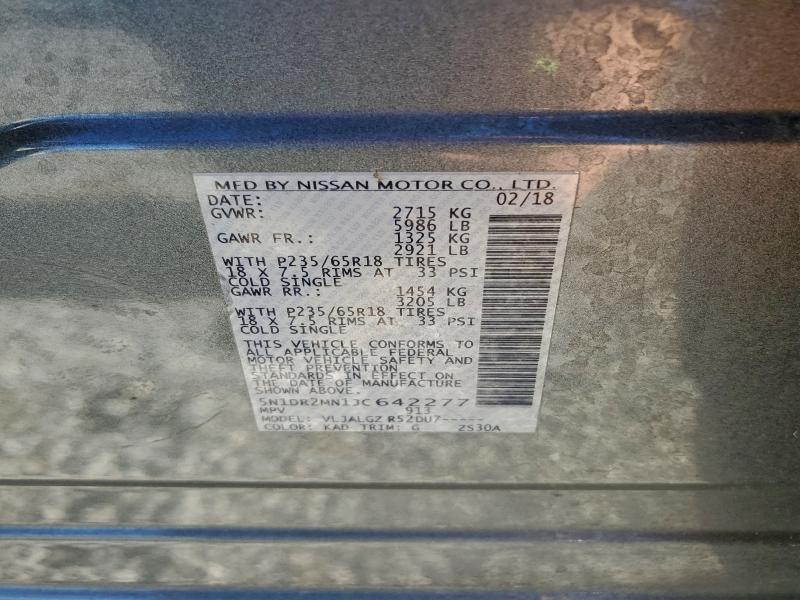 MFD BY NISSAN MOTOR CO., LTD.
DATE: 02/18
GVWR: 2715 KG
5986 LB
GAWR FR.: 1325 KG
2921 LB
WITH P235/65R18 TIRES
18 X 7.5 RIMS AT 33 PSI
COLD SINGLE
GAWR RR.: 1454 KG
3205 LB
WITH P235/65R18 TIRES
18 X 7.5 RIMS AT 33 PSI
COLD SINGLE
THIS VEHICLE CONFORMS TO
ALL APPLICABLE FEDERAL
MOTOR VEHICLE SAFETY AND
THEFT PREVENTION
STANDARDS IN EFFECT ON
THE DATE OF MANUFACTURE
SHOWN ABOVE.
5N1DR2MN1JC642277
MPV 913
MODEL: VLJALGZ R52DU7-----
COLOR: KAD TRIM: G ZS30A